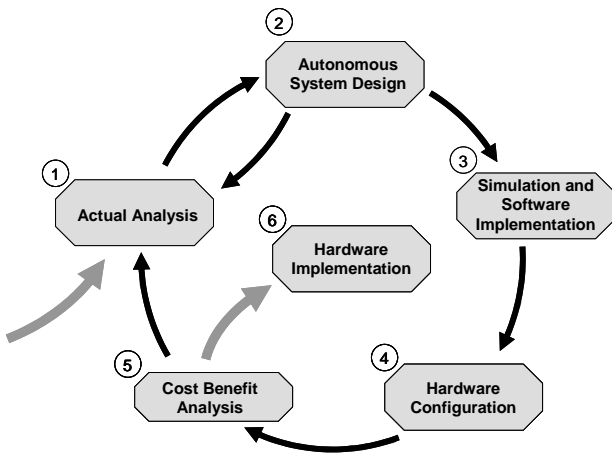 1
Actual Analysis
2
Autonomous
System Design
3
Simulation and
Software
Implementation
4
Hardware
Configuration
5
Cost Benefit
Analysis
6
Hardware
Implementation